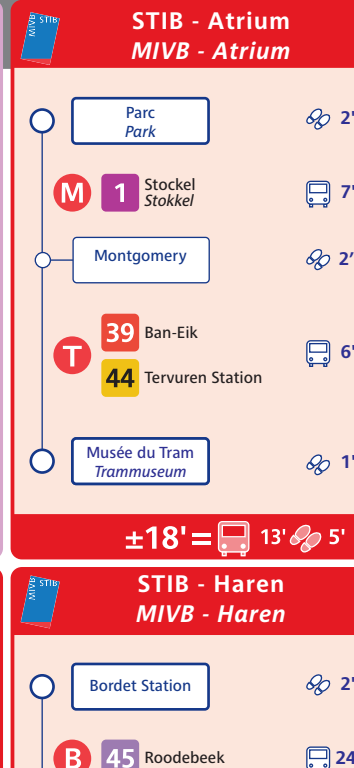 MIVB STIB
STIB - Atrium
MIVB - Atrium
Parc
Park
2'
M 1 Stockel
Stokkel
7'
Montgomery
2'
T
39 Ban-Eik
44 Tervuren Station
6'
Musée du Tram
Trammuseum
1'
±18'= 13' 5'
MIVB STIB
STIB - Haren
MIVB - Haren
Bordet Station
2'
B 45 Roodebeek
24